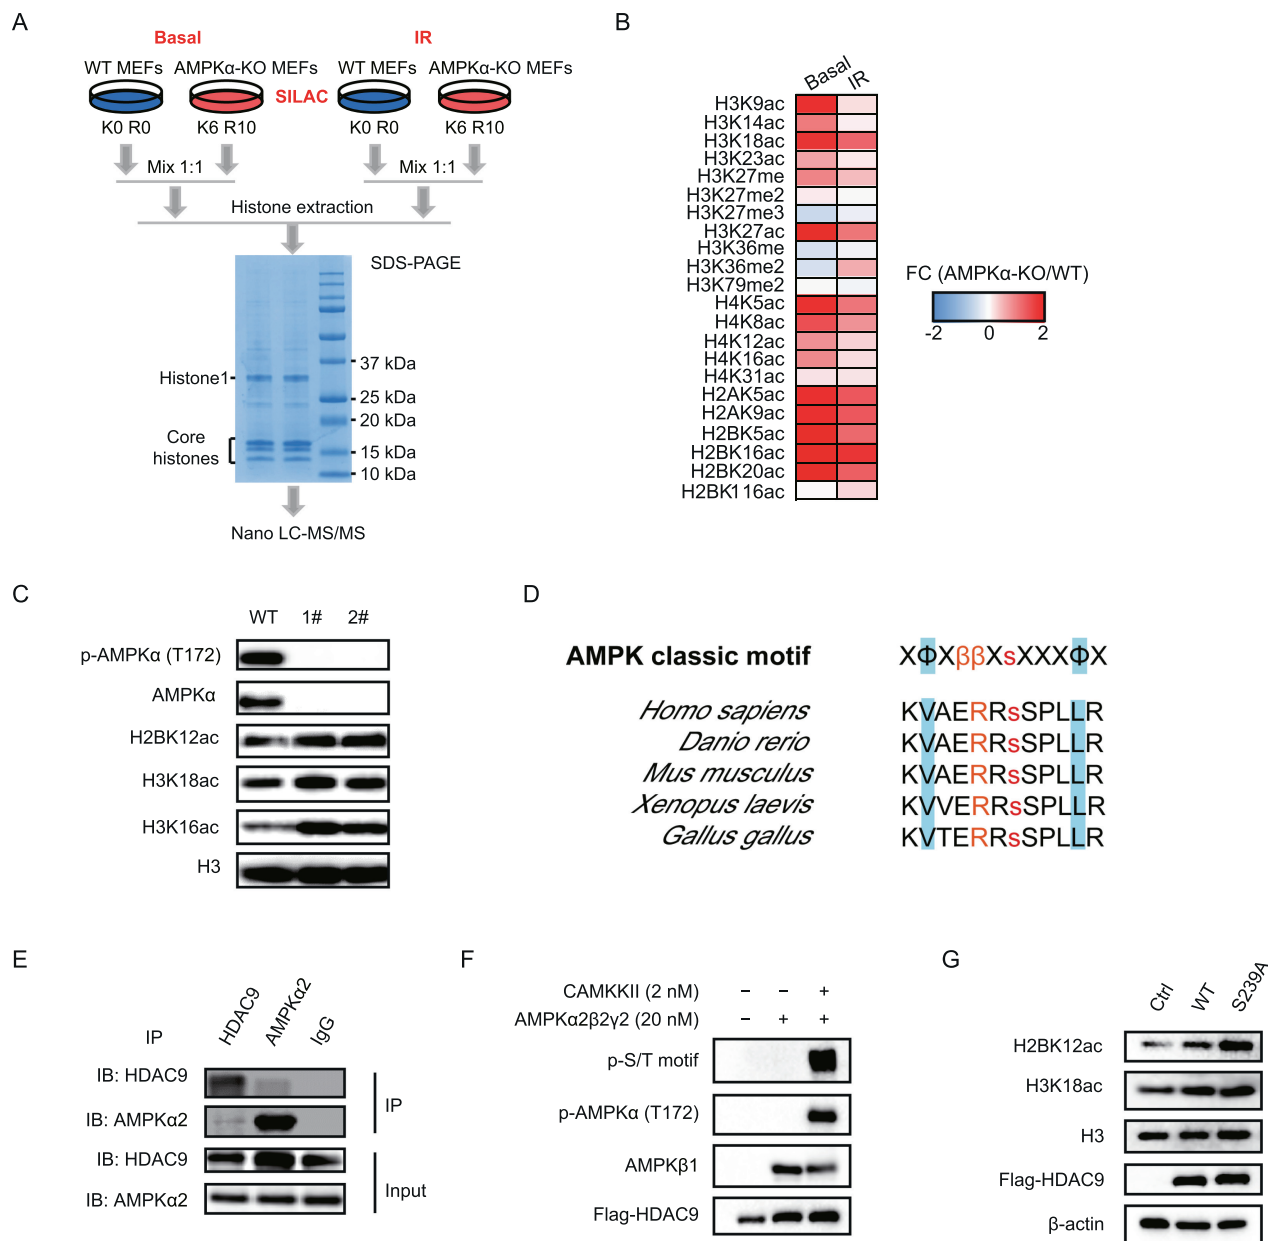 A
Basal
IR
WT MEFs
AMPKα-KO MEFs
WT MEFs
AMPKα-KO MEFs
SILAC
K0 R0
K6 R10
K0 R0
K6 R10
Mix 1:1
Mix 1:1
Histone extraction
SDS-PAGE
Histone1
37 kDa
25 kDa
20 kDa
Core
histones
15 kDa
10 kDa
Nano LC-MS/MS
B
Basal
IR
H3K9ac
H3K14ac
H3K18ac
H3K23ac
H3K27me
H3K27me2
H3K27me3
H3K27ac
H3K36me
H3K36me2
H3K79me2
H4K5ac
H4K8ac
H4K12ac
H4K16ac
H4K31ac
H2AK5ac
H2AK9ac
H2BK5ac
H2BK16ac
H2BK20ac
H2BK116ac
FC (AMPKα-KO/WT)
-2 0 2
C
WT 1# 2#
p-AMPKα (T172)
AMPKα
H2BK12ac
H3K18ac
H3K16ac
H3
D
AMPK classic motif XΦXββXsXXXΦX
Homo sapiens KVAERRsSPLLR
Danio rerio KVAERRsSPLLR
Mus musculus KVAERRsSPLLR
Xenopus laevis KVVERRsSPLLR
Gallus gallus KVTERRsSPLLR
E
IP HDAC9 AMPKα2 IgG
IB: HDAC9
IB: AMPKα2
IP
IB: HDAC9
IB: AMPKα2
Input
F
CAMKKII (2 nM) − − +
AMPKα2β2γ2 (20 nM) − + +
p-S/T motif
p-AMPKα (T172)
AMPKβ1
Flag-HDAC9
G
Ctrl WT S239A
H2BK12ac
H3K18ac
H3
Flag-HDAC9
β-actin